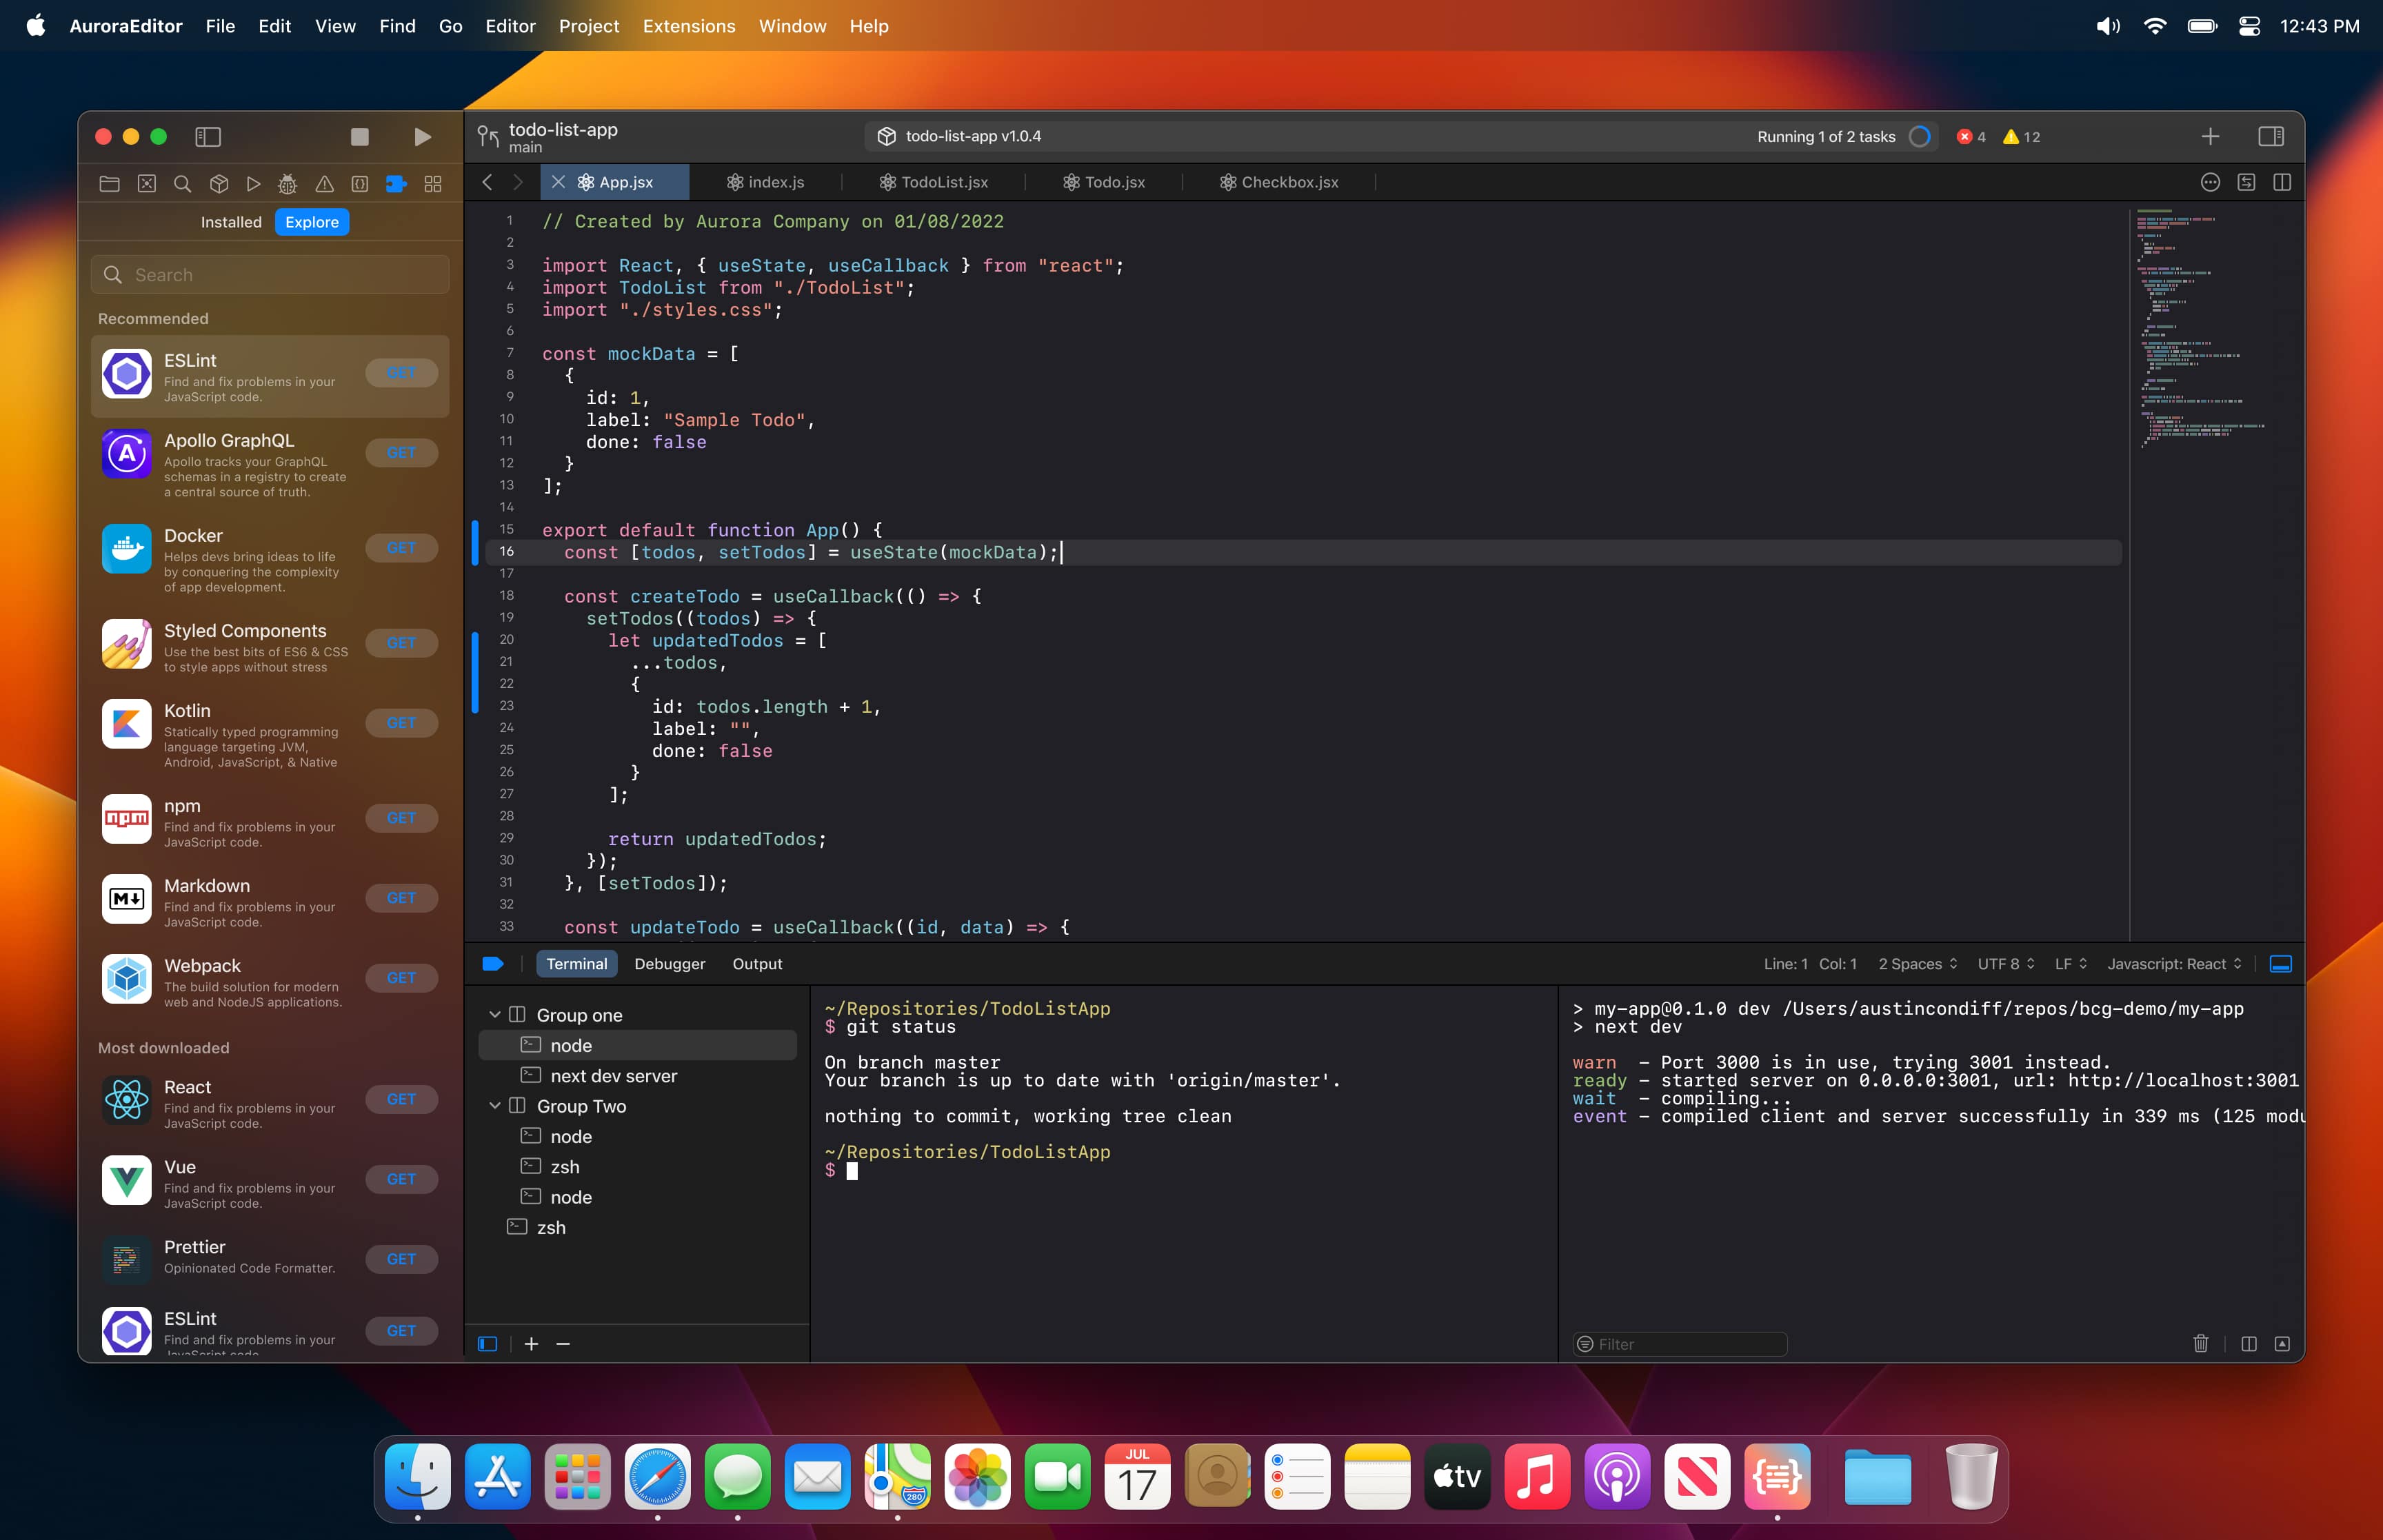 AuroraEditor File Edit View Find Go Editor Project Extensions Window Help 12:43 PM
todo-list-app
main
todo-list-app v1.0.4 Running 1 of 2 tasks 4 12
App.jsx index.js TodoList.jsx Todo.jsx Checkbox.jsx
Installed Explore
Search
Recommended
ESLint
Find and fix problems in your
JavaScript code.
GET
Apollo GraphQL
Apollo tracks your GraphQL
schemas in a registry to create
a central source of truth.
GET
Docker
Helps devs bring ideas to life
by conquering the complexity
of app development.
GET
Styled Components
Use the best bits of ES6 & CSS
to style apps without stress
GET
Kotlin
Statically typed programming
language targeting JVM,
Android, JavaScript, & Native
GET
npm
Find and fix problems in your
JavaScript code.
GET
Markdown
Find and fix problems in your
JavaScript code.
GET
Webpack
The build solution for modern
web and NodeJS applications.
GET
Most downloaded
React
Find and fix problems in your
JavaScript code.
GET
Vue
Find and fix problems in your
JavaScript code.
GET
Prettier
Opinionated Code Formatter.
GET
ESLint
Find and fix problems in your
GET
1 // Created by Aurora Company on 01/08/2022
2
3 import React, { useState, useCallback } from "react";
4 import TodoList from "./TodoList";
5 import "./styles.css";
6
7 const mockData = [
8 {
9 id: 1,
10 label: "Sample Todo",
11 done: false
12 }
13 ];
14
15 export default function App() {
16 const [todos, setTodos] = useState(mockData);
17
18 const createTodo = useCallback(() => {
19 setTodos((todos) => {
20 let updatedTodos = [
21 ...todos,
22 {
23 id: todos.length + 1,
24 label: "",
25 done: false
26 }
27 ];
28
29 return updatedTodos;
30 });
31 }, [setTodos]);
32
33 const updateTodo = useCallback((id, data) => {
Terminal Debugger Output Line: 1 Col: 1 2 Spaces UTF 8 LF Javascript: React
Group one
node
next dev server
Group Two
node
zsh
node
zsh
~/Repositories/TodoListApp
$ git status
On branch master
Your branch is up to date with 'origin/master'.
nothing to commit, working tree clean
~/Repositories/TodoListApp
$
> my-app@0.1.0 dev /Users/austincondiff/repos/bcg-demo/my-app
> next dev
warn – Port 3000 is in use, trying 3001 instead.
ready – started server on 0.0.0.0:3001, url: http://localhost:3001
wait – compiling...
event – compiled client and server successfully in 339 ms (125
Filter
280
JUL
17
tv